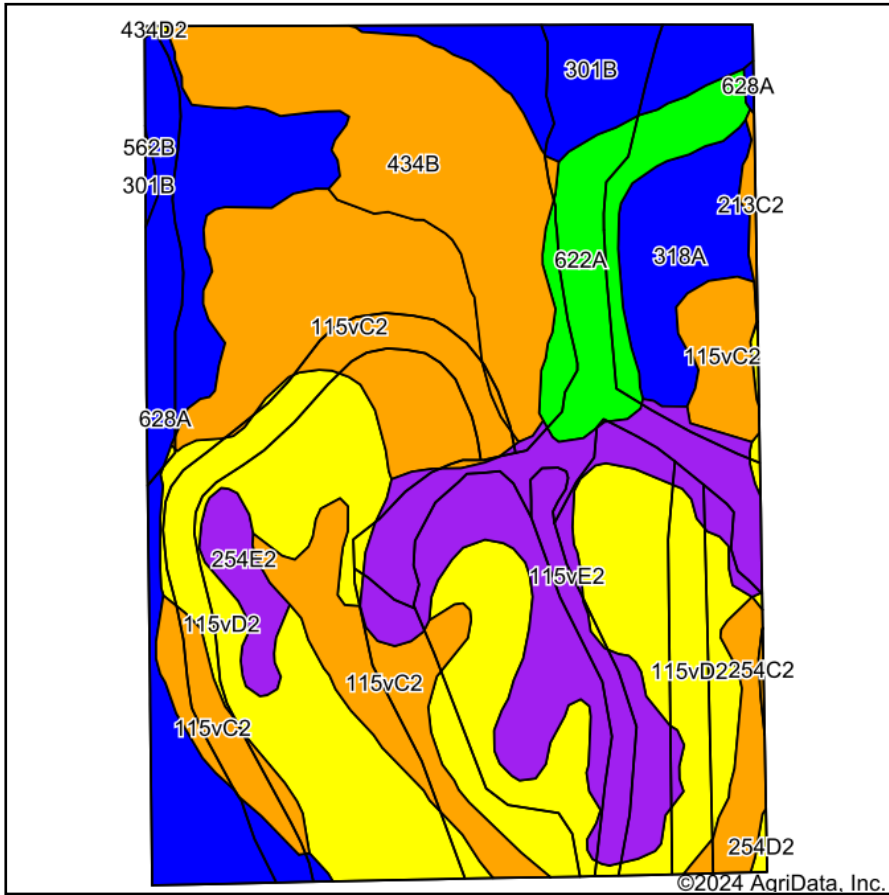 434D2
301B
628A
562B
434B
301B
213C2
622A
318A
115vC2
115vC2
628A
254E2
115vE2
115vD2
115vD2
254C2
115vC2
115vC2
254D2
©2024 AgriData, Inc.